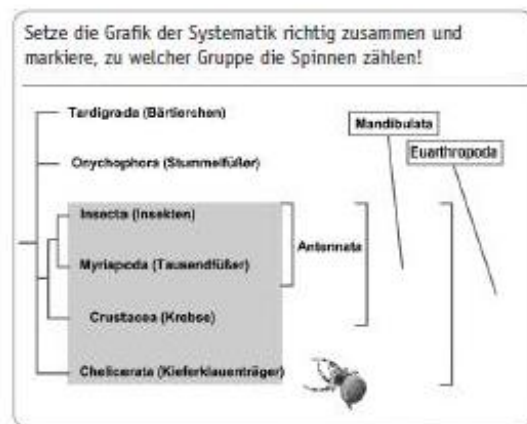 Setze die Grafik der Systematik richtig zusammen und
markiere, zu welcher Gruppe die Spinnen zählen!
Tardigrada (Bärtierchen)
Mandibulata
Euarthropoda
Onychophora (Stummelfüßer)
Insecta (Insekten)
Antennata
Myriapoda (Tausendfüßer)
Crustacea (Krebse)
Chelicerata (Kieferklauenträger)